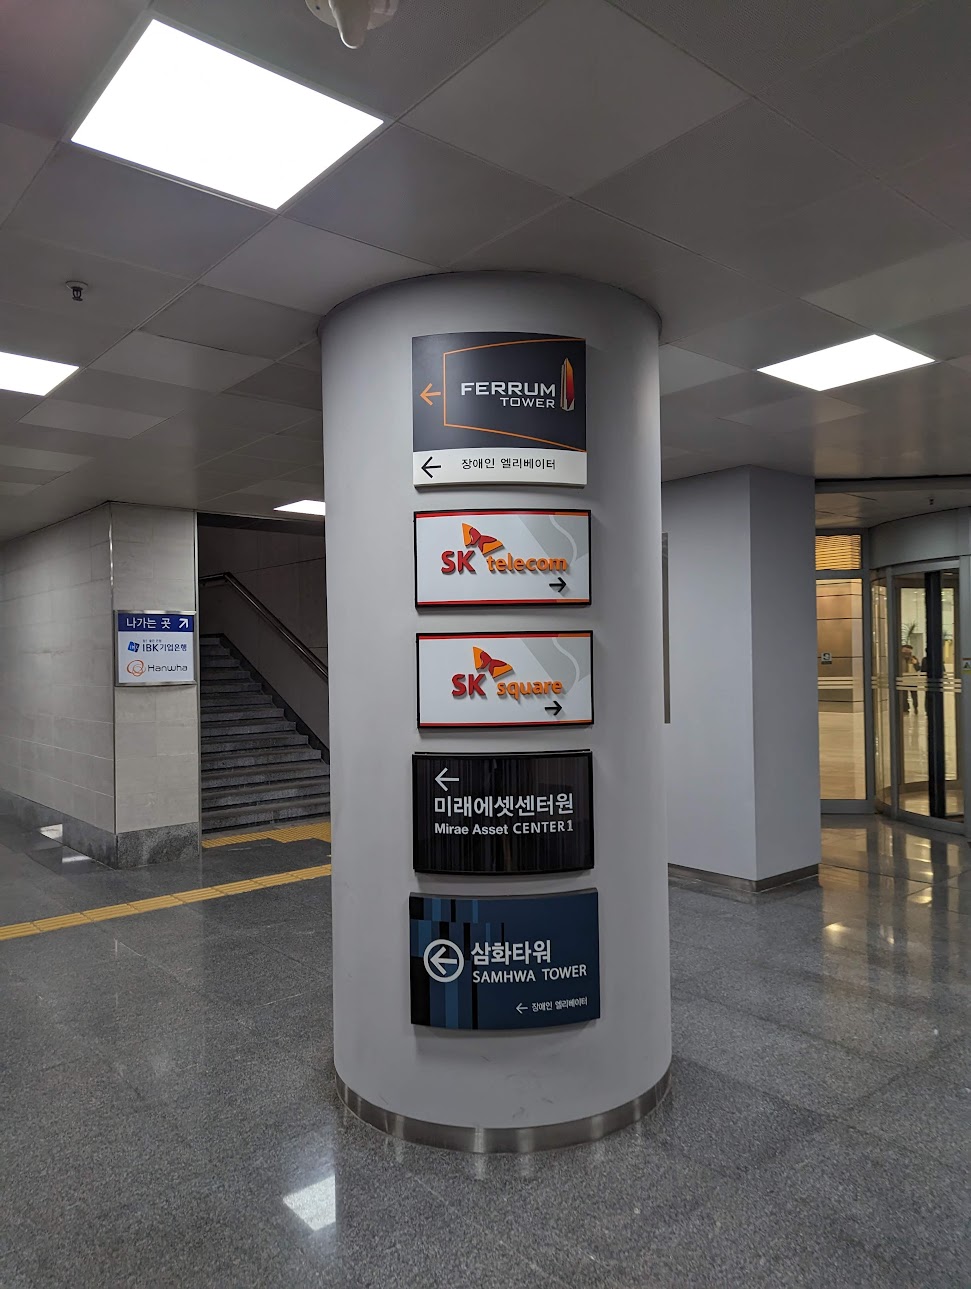 FERRUM
TOWER
장애인 엘리베이터
SK telecom
SK square
미래에셋센터원
Mirae Asset CENTER1
삼화타워
SAMHWA TOWER
장애인 엘리베이터
나가는 곳
IBK기업은행
Hanwha